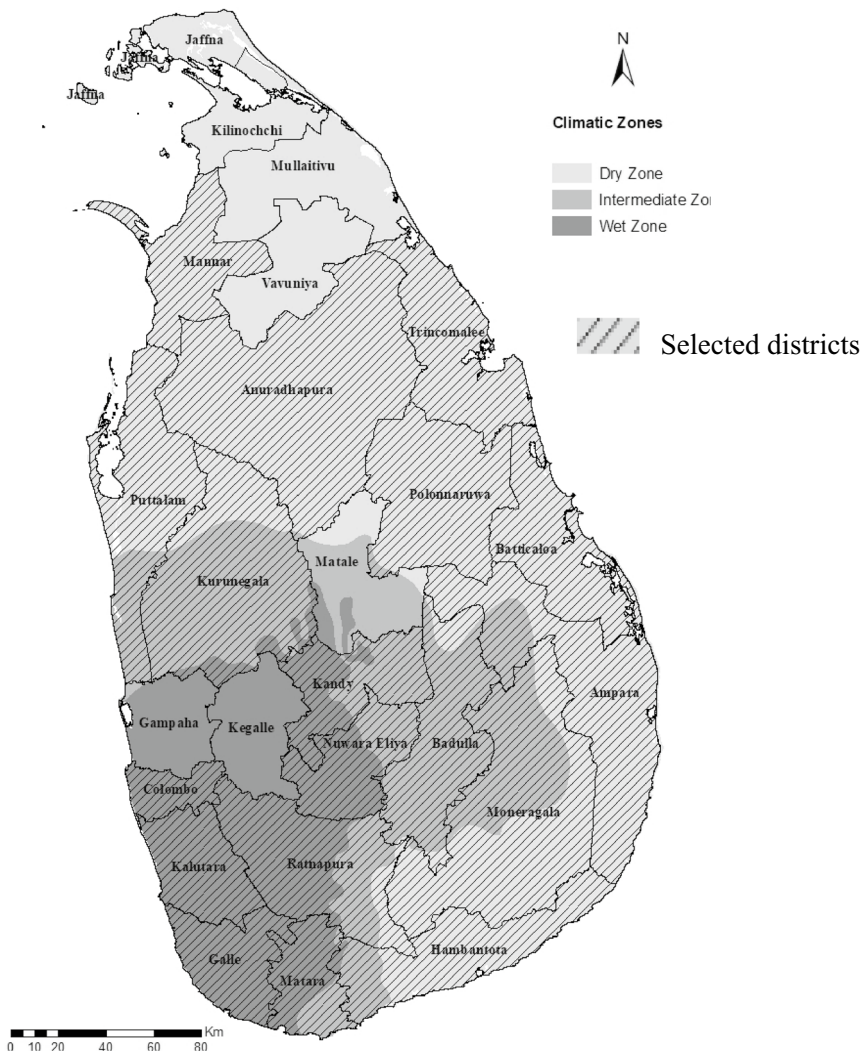 Jaffna
Jaffna
Jaffna
N
Kilinochchi
Climatic Zones
Mullaitivu
Dry Zone
Intermediate Zo
Wet Zone
Mannar
Vavuniya
Trincomalee
Selected districts
Anuradhapura
Puttalam
Polonnaruwa
Batticaloa
Matale
Kurunegala
Kandy
Ampara
Gampaha
Kegalle
Nuwara Eliya
Badulla
Colombo
Moneragala
Kalutara
Ratnapura
Hambantota
Galle
Matara
Km
0 10 20 40 60 80